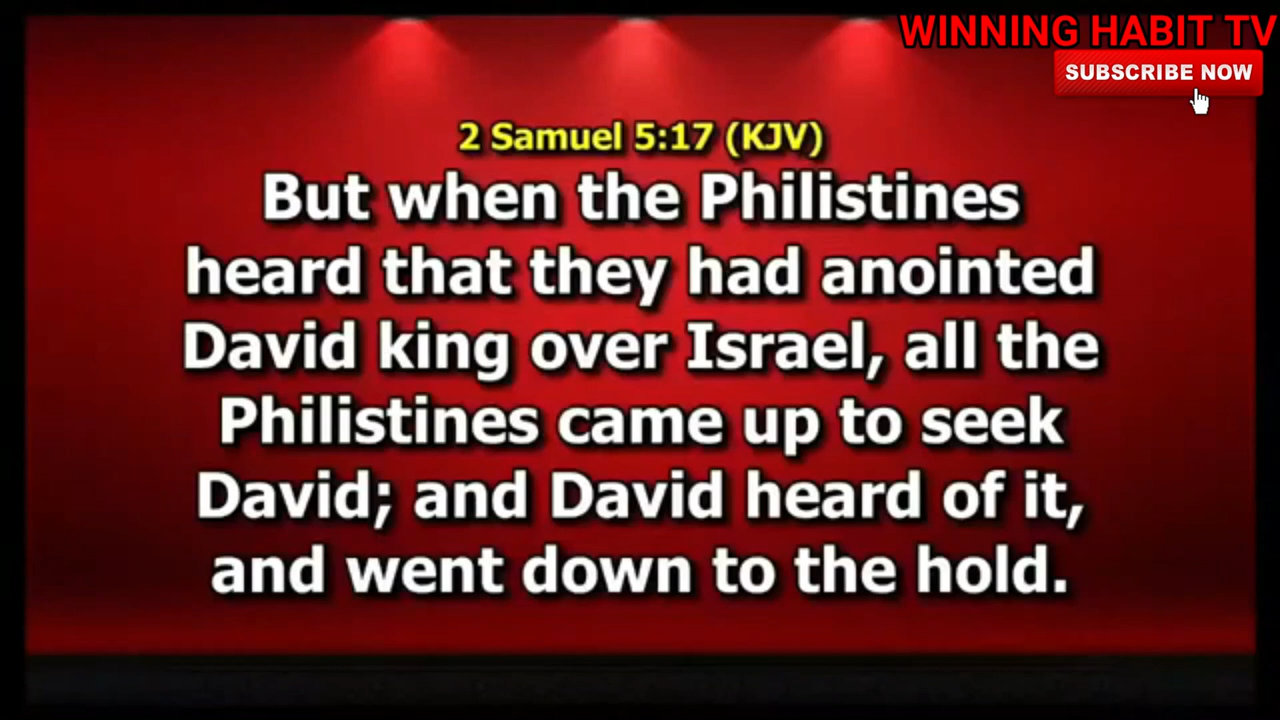 WINNING HABIT TV
SUBSCRIBE NOW
2 Samuel 5:17 (KJV)
But when the Philistines
heard that they had anointed
David king over Israel, all the
Philistines came up to seek
David; and David heard of it,
and went down to the hold.